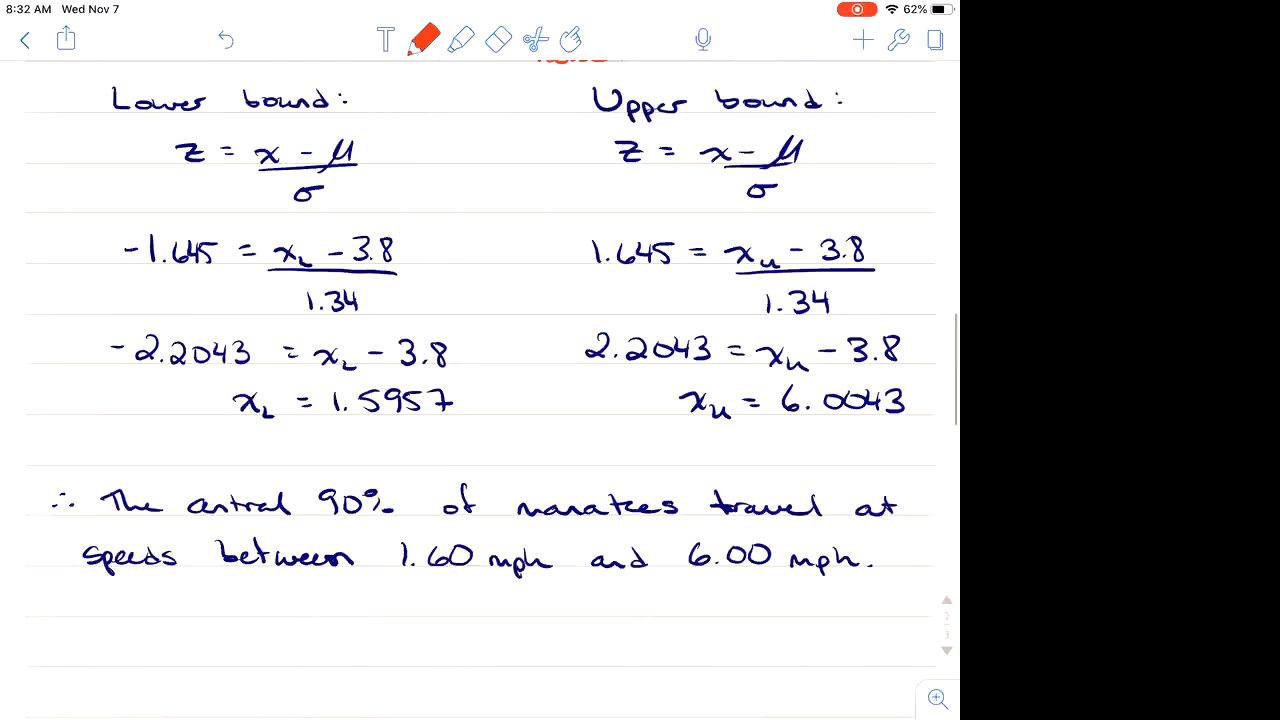 8:32 AM Wed Nov 7
62%
T
Lower bound:
Upper bound:
z = x - μ
σ
z = x - μ
σ
-1.645 = x_L - 3.8
1.34
1.645 = x_u - 3.8
1.34
-2.2043 = x_L - 3.8
2.2043 = x_u - 3.8
x_L = 1.5957
x_u = 6.0043
∴ The central 90% of manatees travel at
speeds between 1.60 mph and 6.00 mph.
2
3